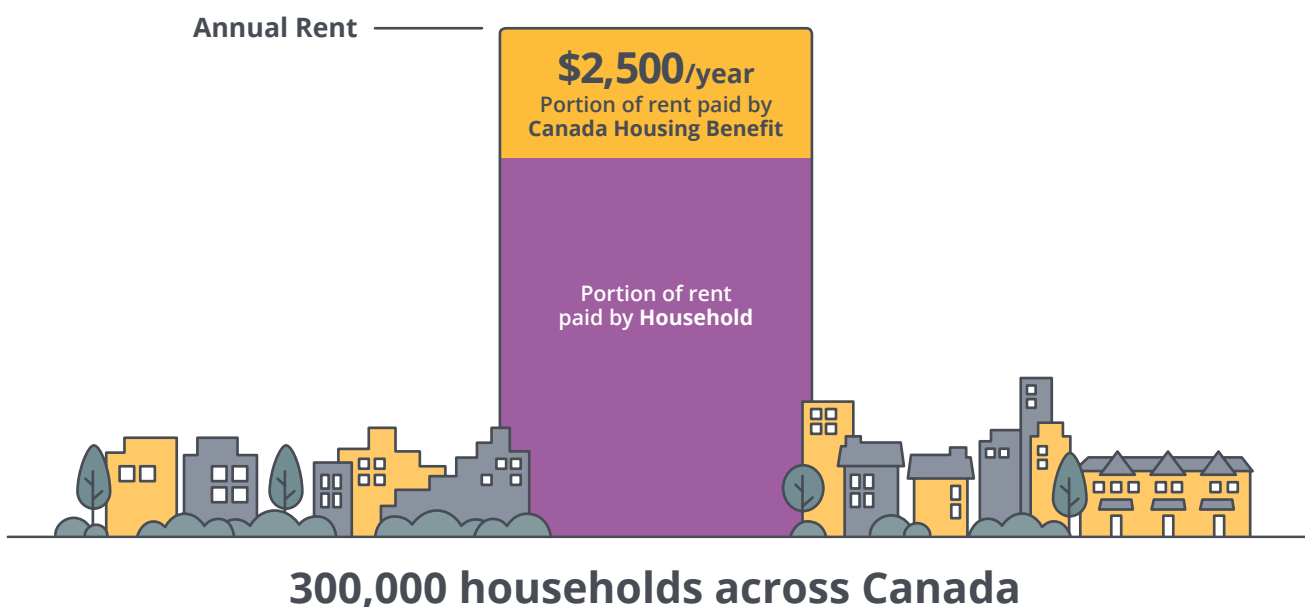 Annual Rent
$2,500/year
Portion of rent paid by
Canada Housing Benefit
Portion of rent
paid by Household
300,000 households across Canada